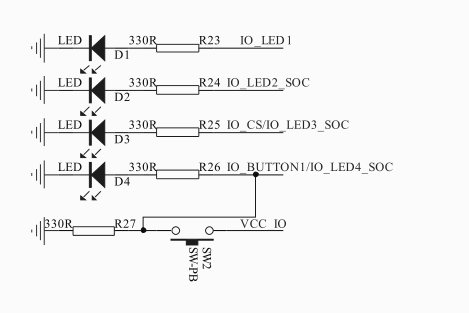 LED 330R R23 IO_LED1
D1
LED 330R R24 IO_LED2_SOC
D2
LED 330R R25 IO_CS/IO_LED3_SOC
D3
LED 330R R26 IO_BUTTON1/IO_LED4_SOC
D4
330R R27 VCC_IO
SW2
SW-PB